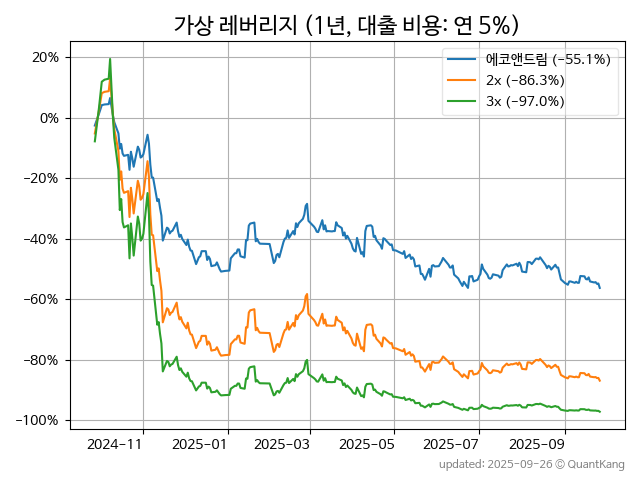 가상 레버리지 (1년, 대출 비용: 연 5%)
에코앤드림 (-55.1%)
2x (-86.3%)
3x (-97.0%)
20%
0%
−20%
−40%
−60%
−80%
−100%
2024-11
2025-01
2025-03
2025-05
2025-07
2025-09
updated: 2025-09-26 © QuantKang